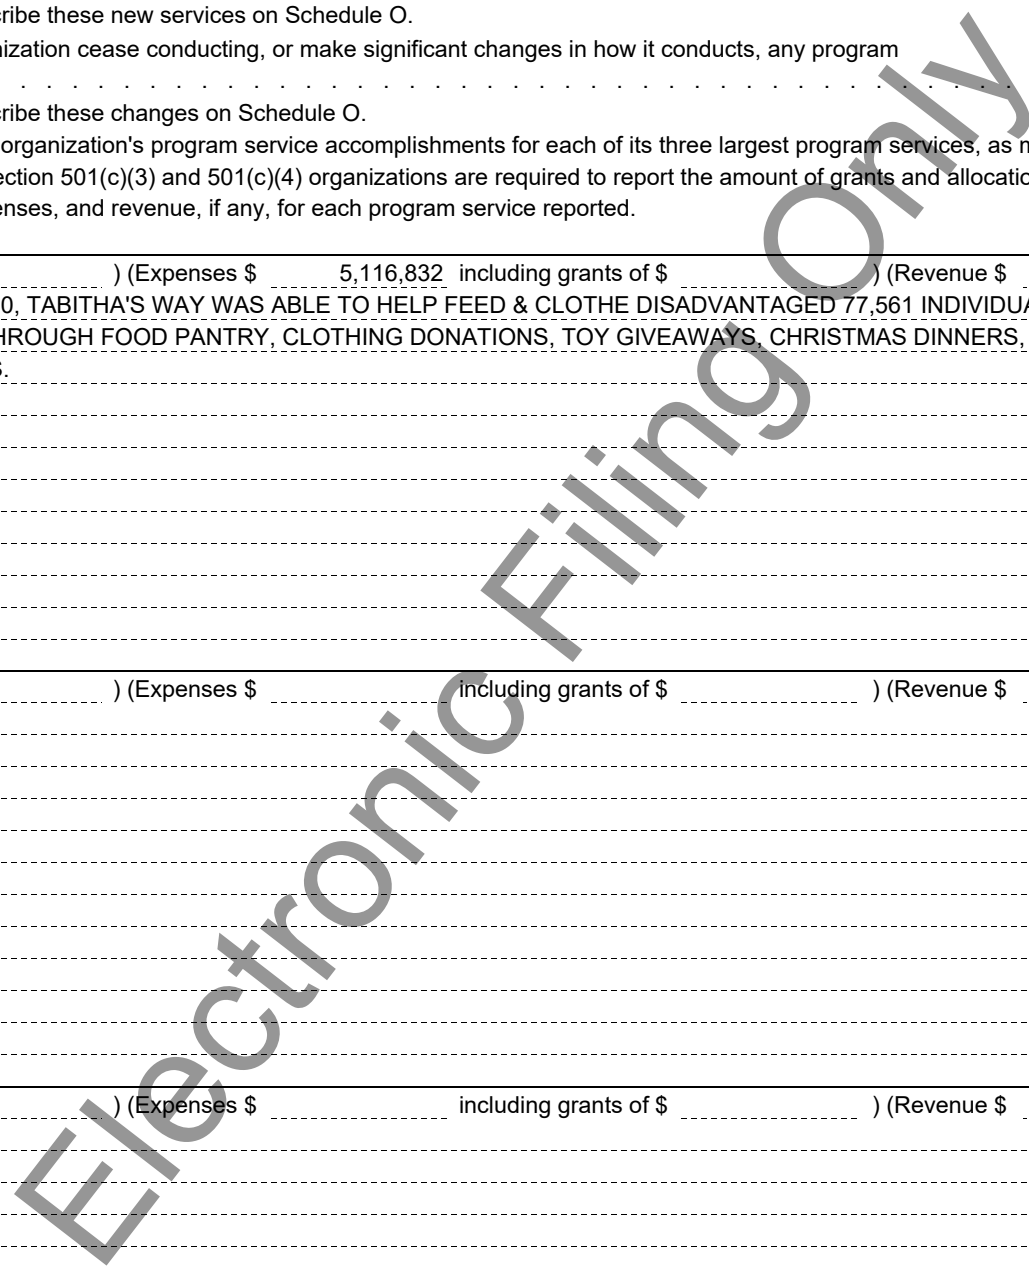 ribe these new services on Schedule O.
nization cease conducting, or make significant changes in how it conducts, any program
. . . . . . . . . . . . . . . . . . . . . . . . . . . . . . . . . . . . . . .
ribe these changes on Schedule O.
organization's program service accomplishments for each of its three largest program services, as m
ection 501(c)(3) and 501(c)(4) organizations are required to report the amount of grants and allocatio
enses, and revenue, if any, for each program service reported.
) (Expenses $ 5,116,832 including grants of $ ) (Revenue $
0, TABITHA'S WAY WAS ABLE TO HELP FEED & CLOTHE DISADVANTAGED 77,561 INDIVIDUA
HROUGH FOOD PANTRY, CLOTHING DONATIONS, TOY GIVEAWAYS, CHRISTMAS DINNERS,
S.
) (Expenses $ including grants of $ ) (Revenue $
) (Expenses $ including grants of $ ) (Revenue $
Electronic Filing Only